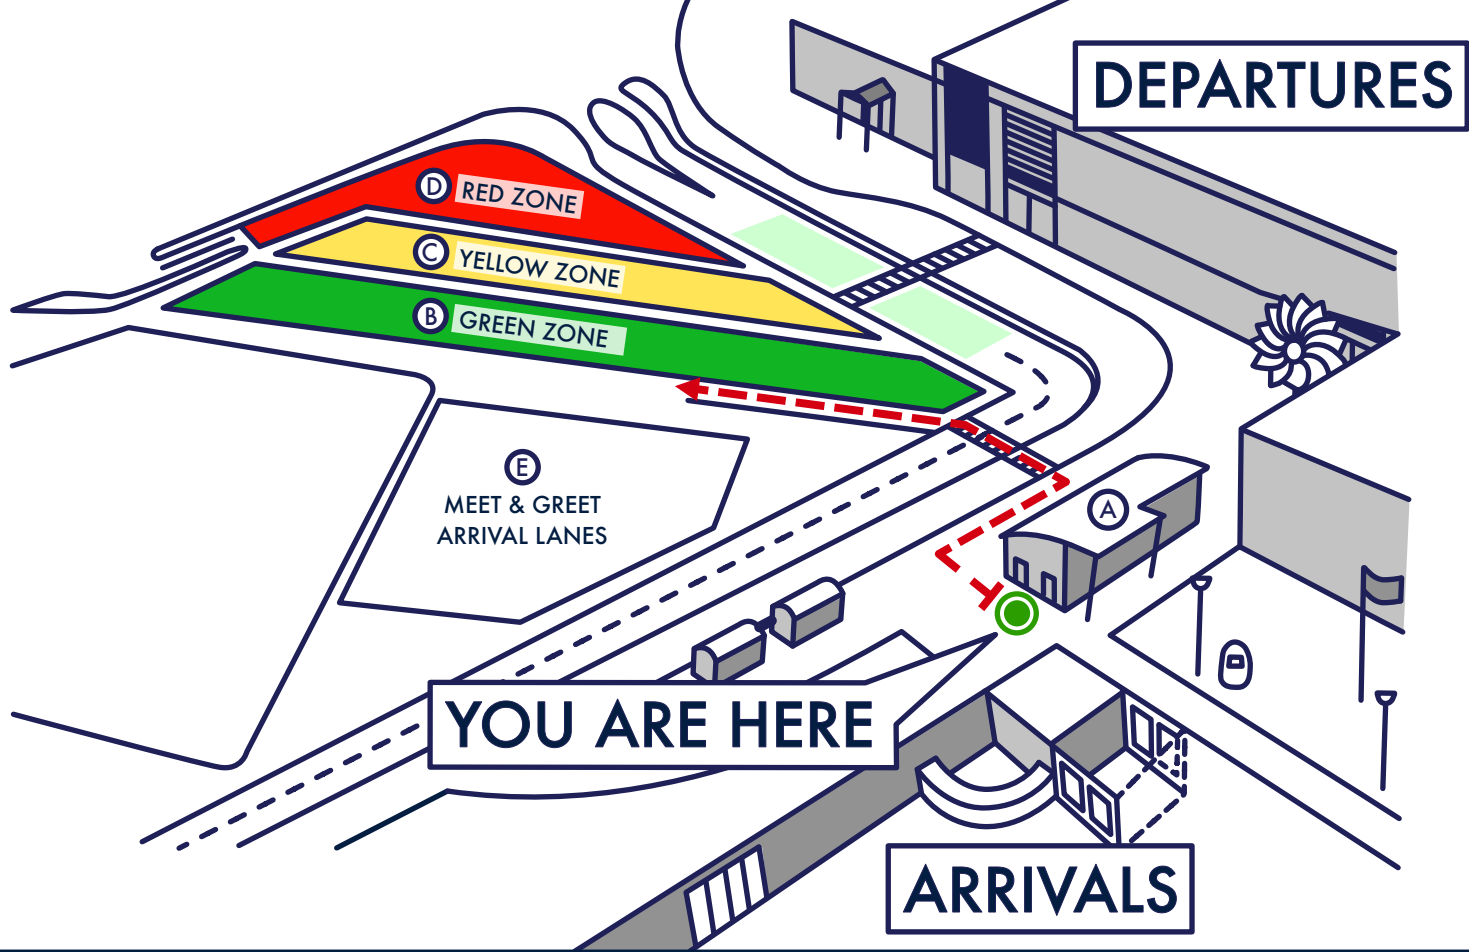 DEPARTURES
D RED ZONE
C YELLOW ZONE
B GREEN ZONE
E
MEET & GREET
ARRIVAL LANES
A
YOU ARE HERE
ARRIVALS